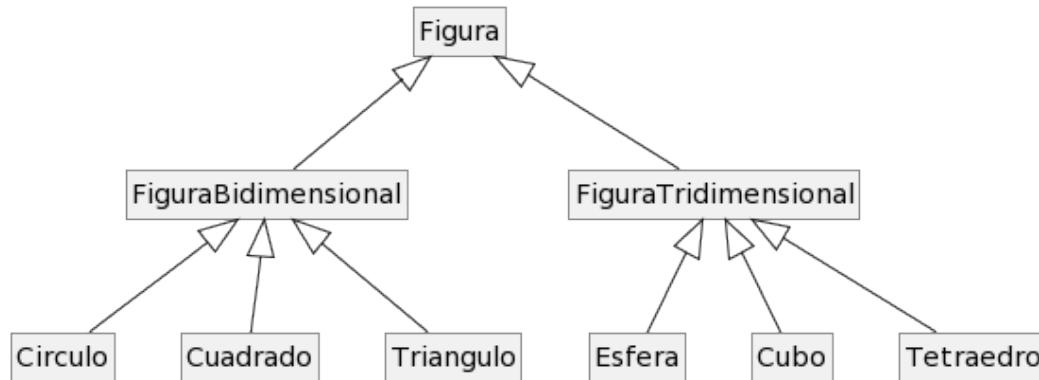 Figura
FiguraBidimensional
FiguraTridimensional
Circulo
Cuadrado
Triangulo
Esfera
Cubo
Tetraedro